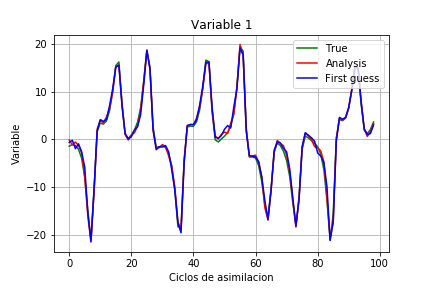 Variable 1
True
Analysis
First guess
Variable
20
10
0
−10
−20
0
20
40
60
80
100
Ciclos de asimilacion